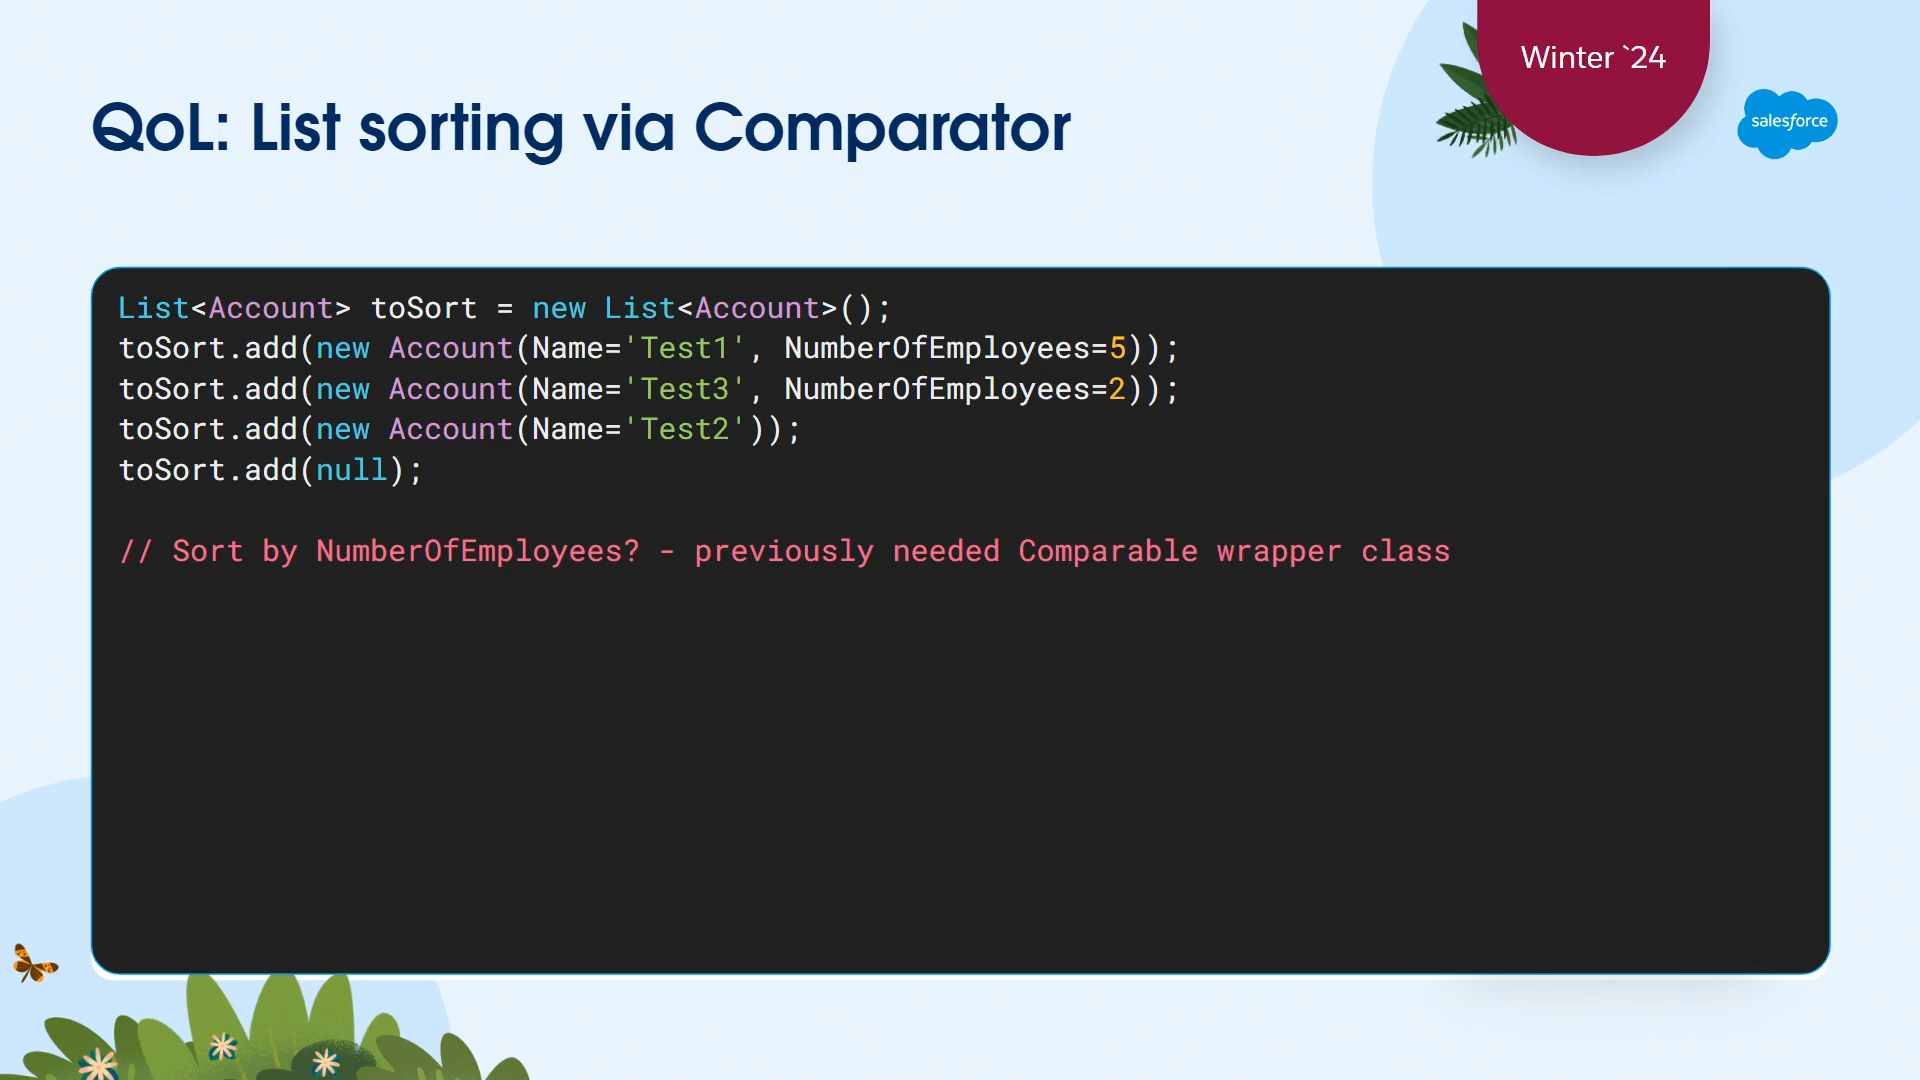 Winter `24
salesforce
QoL: List sorting via Comparator
List<Account> toSort = new List<Account>();
toSort.add(new Account(Name='Test1', NumberOfEmployees=5));
toSort.add(new Account(Name='Test3', NumberOfEmployees=2));
toSort.add(new Account(Name='Test2'));
toSort.add(null);
// Sort by NumberOfEmployees? - previously needed Comparable wrapper class